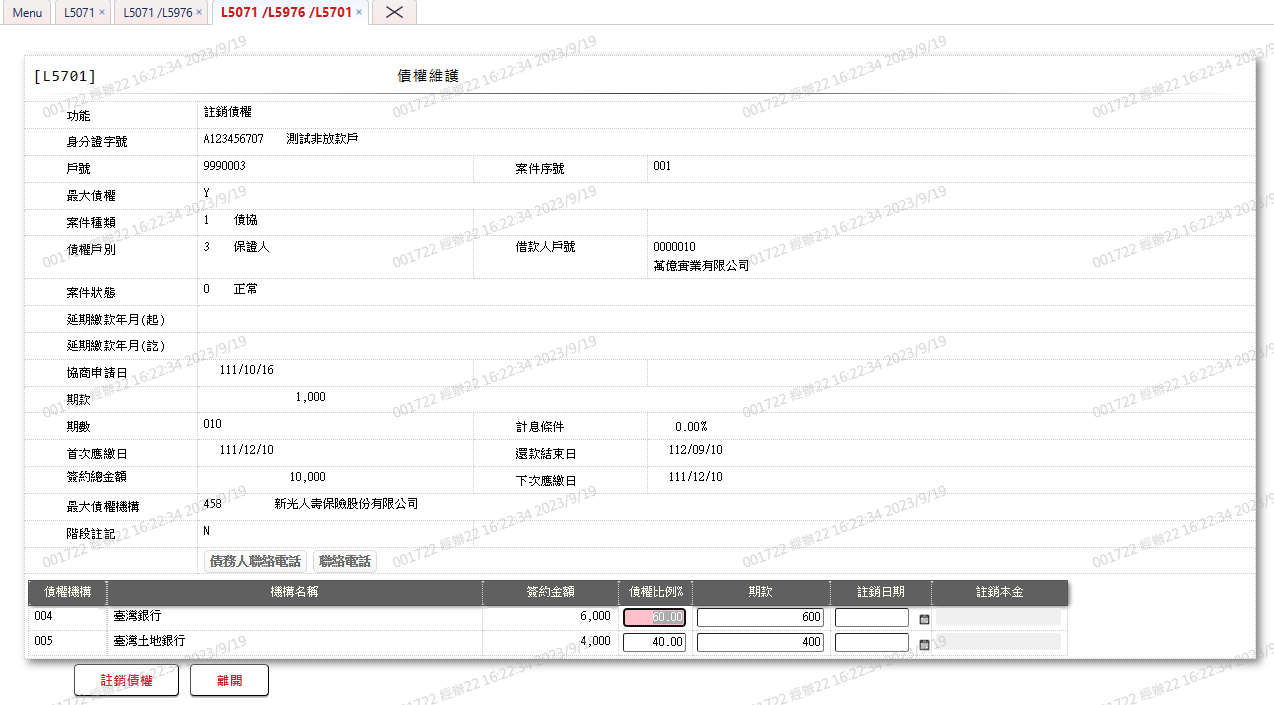 Menu L5071 × L5071 /L5976 × L5071 /L5976 /L5701 ×
[L5701] 債權維護
功能 註銷債權
身分證字號 A123456707 測試非放款戶
戶號 9990003 案件序號 001
最大債權 Y
案件種類 1 債協
債權戶別 3 保證人 借款人戶號 0000010
萬億實業有限公司
案件狀態 0 正常
延期繳款年月(起)
延期繳款年月(訖)
協商申請日 111/10/16
期款 1,000
期數 010 計息條件 0.00%
首次應繳日 111/12/10 還款結束日 112/09/10
簽約總金額 10,000 下次應繳日 111/12/10
最大債權機構 458 新光人壽保險股份有限公司
階段註記 N
債務人聯絡電話 聯絡電話
債權機構 機構名稱 簽約金額 債權比例% 期款 註銷日期 註銷本金
004 臺灣銀行 6,000 60.00 600
005 臺灣土地銀行 4,000 40.00 400
註銷債權 離開
001722 經辦22 16:22:34 2023/9/19